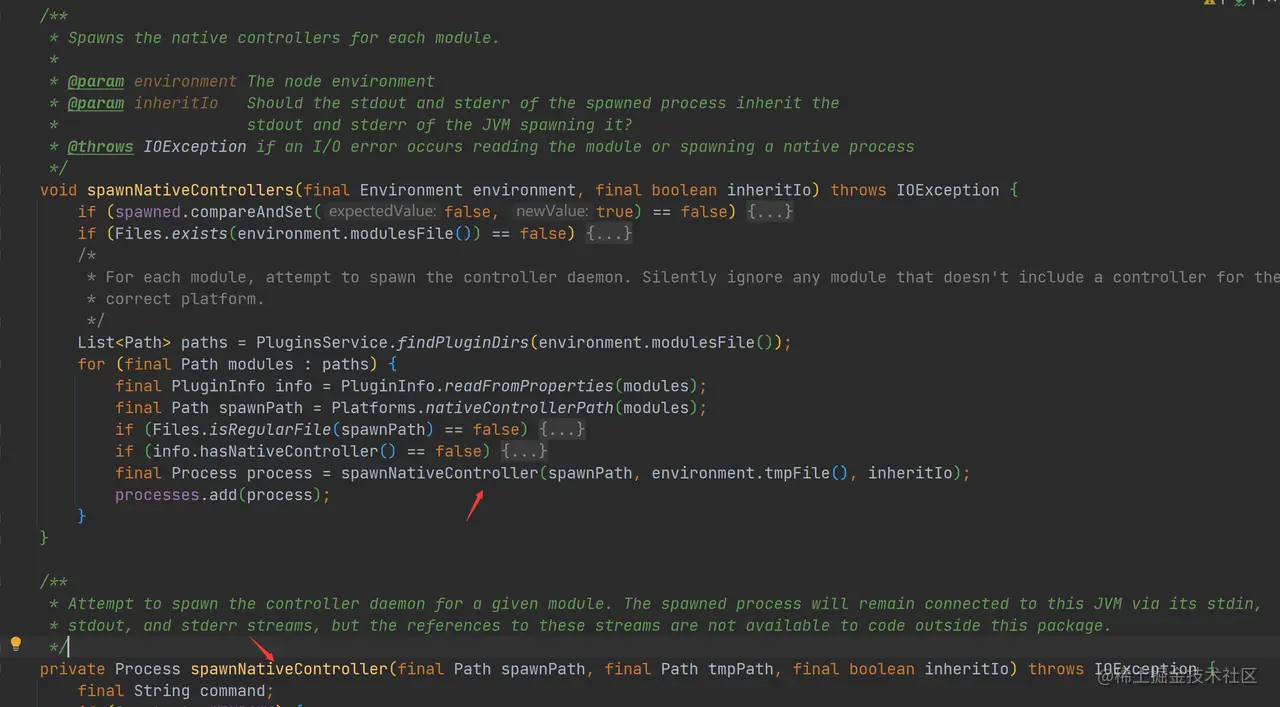 /**
* Spawns the native controllers for each module.
*
* @param environment The node environment
* @param inheritIo   Should the stdout and stderr of the spawned process inherit the
*                    stdout and stderr of the JVM spawning it?
* @throws IOException if an I/O error occurs reading the module or spawning a native process
*/
void spawnNativeControllers(final Environment environment, final boolean inheritIo) throws IOException {
if (spawned.compareAndSet( expectedValue: false, newValue: true) == false) {...}
if (Files.exists(environment.modulesFile()) == false) {...}
/*
* For each module, attempt to spawn the controller daemon. Silently ignore any module that doesn't include a controller for the
* correct platform.
*/
List<Path> paths = PluginsService.findPluginDirs(environment.modulesFile());
for (final Path modules : paths) {
final PluginInfo info = PluginInfo.readFromProperties(modules);
final Path spawnPath = Platforms.nativeControllerPath(modules);
if (Files.isRegularFile(spawnPath) == false) {...}
if (info.hasNativeController() == false) {...}
final Process process = spawnNativeController(spawnPath, environment.tmpFile(), inheritIo);
processes.add(process);
}
}
/**
* Attempt to spawn the controller daemon for a given module. The spawned process will remain connected to this JVM via its stdin,
* stdout, and stderr streams, but the references to these streams are not available to code outside this package.
*/
private Process spawnNativeController(final Path spawnPath, final Path tmpPath, final boolean inheritIo) throws IOException {
@稀土掘金技术社区
final String command;